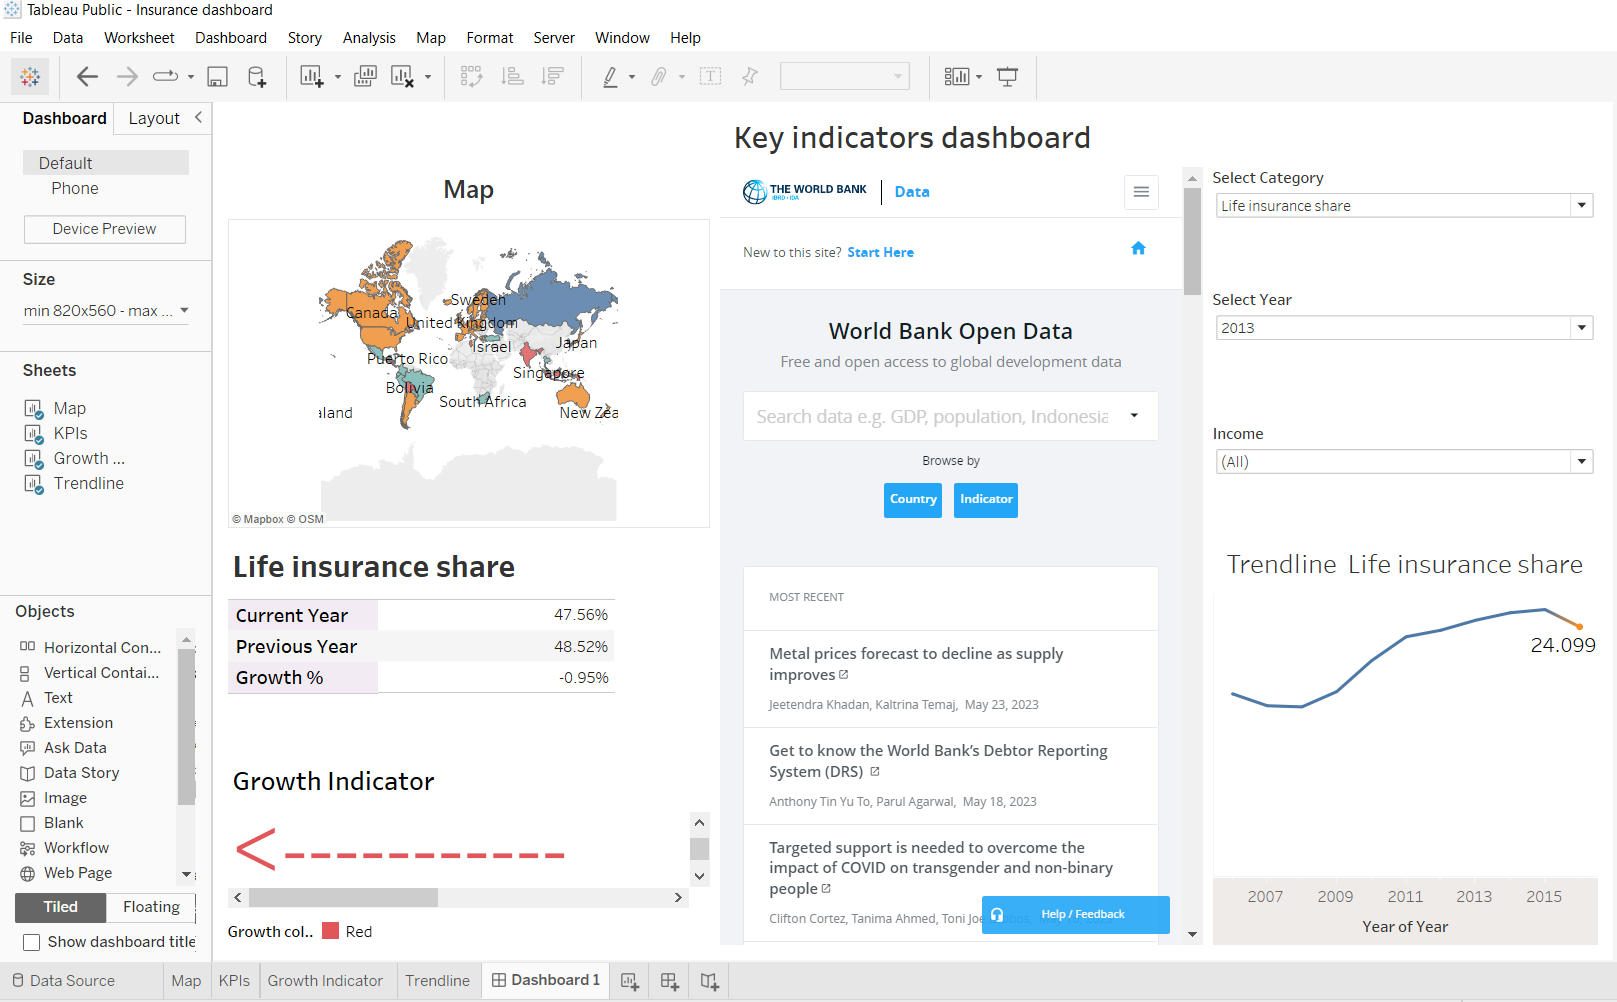 Tableau Public - Insurance dashboard
File Data Worksheet Dashboard Story Analysis Map Format Server Window Help
Dashboard Layout
Default
Phone
Device Preview
Size
min 820x560 - max ...
Sheets
Map
KPIs
Growth ...
Trendline
Objects
Horizontal Con...
Vertical Contai...
Text
Extension
Ask Data
Data Story
Image
Blank
Workflow
Web Page
Tiled Floating
Show dashboard title
Map
Canada
Sweden
United Kingdom
Israel
Japan
Puerto Rico
Singapore
Bolivia
South Africa
aland
New Zea
© Mapbox © OSM
Life insurance share
Current Year 47.56%
Previous Year 48.52%
Growth % -0.95%
Growth Indicator
Growth col.. Red
Key indicators dashboard
THE WORLD BANK
IBRD • IDA
Data
New to this site? Start Here
World Bank Open Data
Free and open access to global development data
Search data e.g. GDP, population, Indonesia
Browse by
Country Indicator
MOST RECENT
Metal prices forecast to decline as supply
improves
Jeetendra Khadan, Kaltrina Temaj, May 23, 2023
Get to know the World Bank’s Debtor Reporting
System (DRS)
Anthony Tin Yu To, Parul Agarwal, May 18, 2023
Targeted support is needed to overcome the
impact of COVID on transgender and non-binary
people
Clifton Cortez, Tanima Ahmed, Toni Joe
Help / Feedback
Select Category
Life insurance share
Select Year
2013
Income
(All)
Trendline Life insurance share
24.099
2007 2009 2011 2013 2015
Year of Year
Data Source Map KPIs Growth Indicator Trendline Dashboard 1